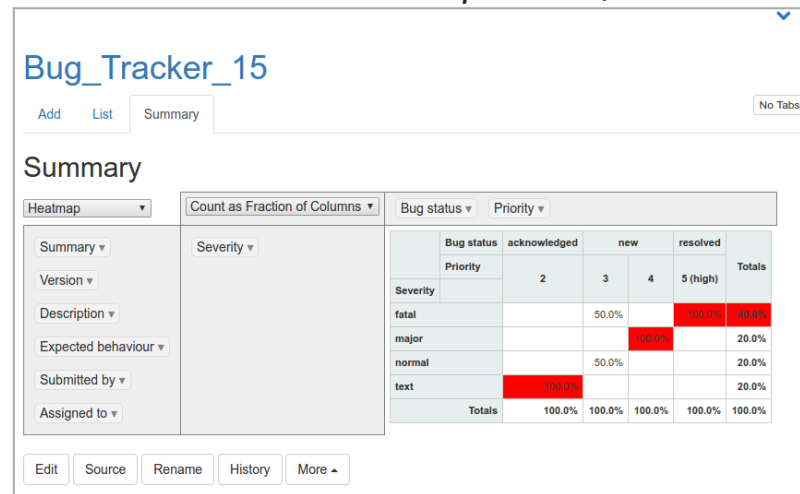 Bug_Tracker_15
Add List Summary
No Tabs
Summary
Heatmap
Count as Fraction of Columns
Bug status Priority
Summary
Version
Description
Expected behaviour
Submitted by
Assigned to
Severity
Bug status acknowledged new resolved Totals
Priority 2 3 4 5 (high)
Severity
fatal 50.0% 100.0% 40.0%
major 100.0% 20.0%
normal 50.0% 20.0%
text 100.0% 20.0%
Totals 100.0% 100.0% 100.0% 100.0% 100.0%
Edit Source Rename History More